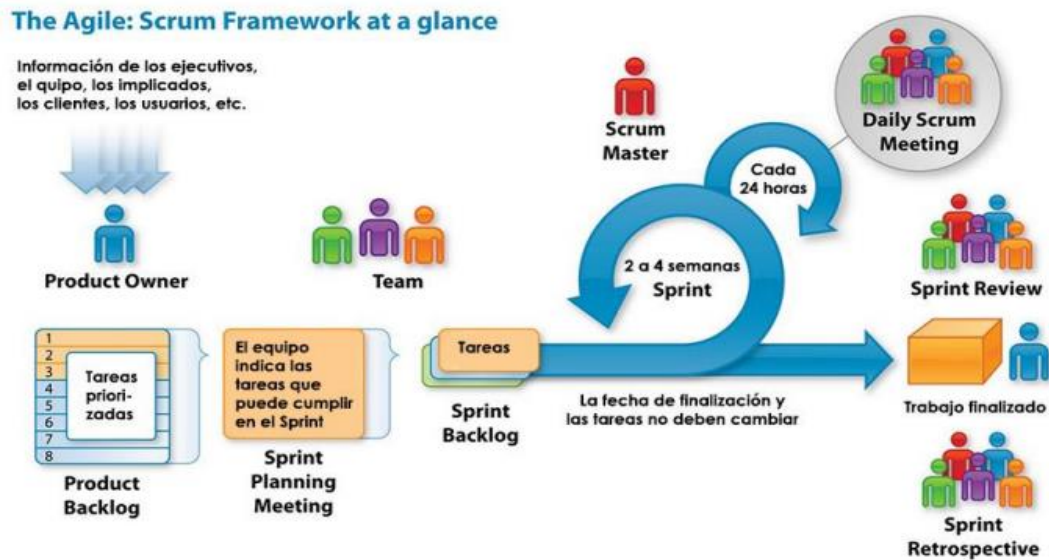 The Agile: Scrum Framework at a glance
Información de los ejecutivos,
el quipo, los implicados,
los clientes, los usuarios, etc.
Product Owner
Team
Scrum
Master
Cada
24 horas
Daily Scrum
Meeting
2 a 4 semanas
Sprint
Sprint Review
1
2
3
4
5
6
7
8
Tareas
priori-
zadas
Product
Backlog
El equipo
indica las
tareas que
puede cumplir
en el Sprint
Sprint
Planning
Meeting
Tareas
Sprint
Backlog
La fecha de finalización y
las tareas no deben cambiar
Trabajo finalizado
Sprint
Retrospective